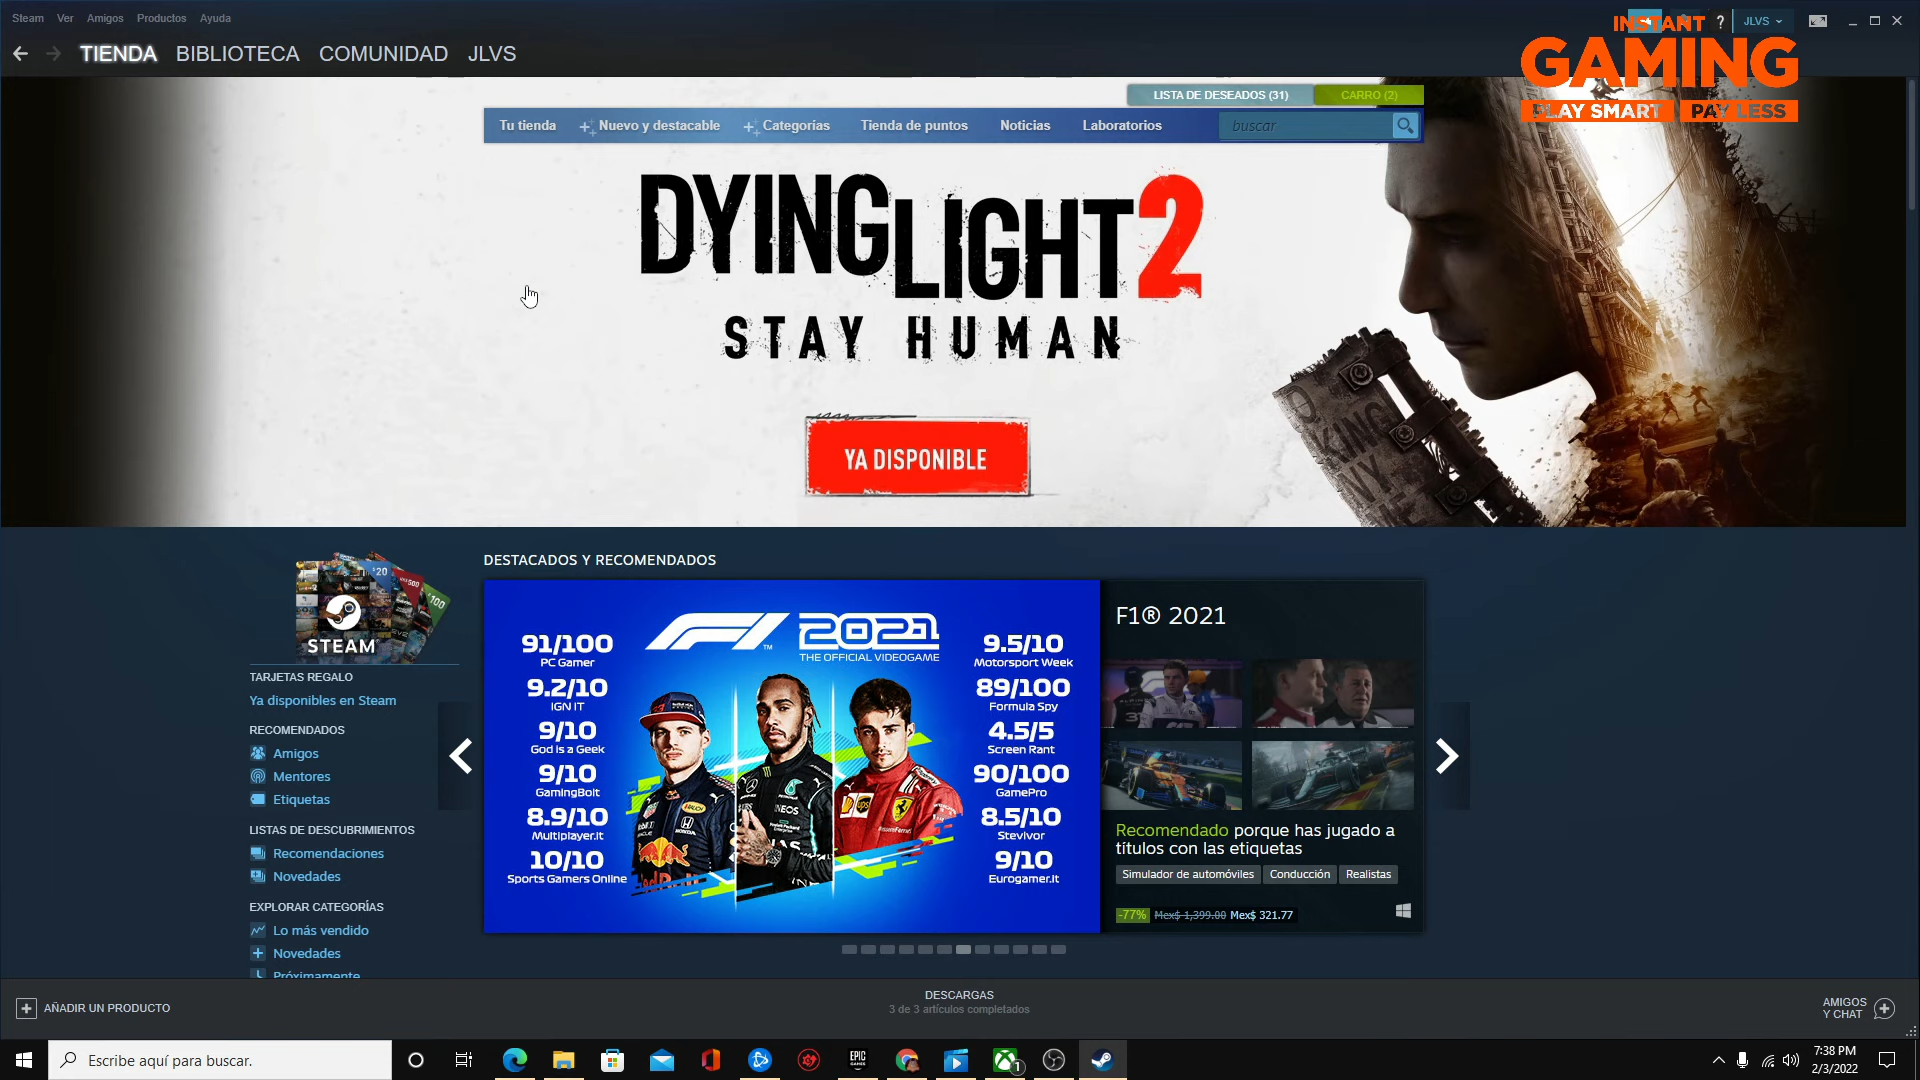 Steam Ver Amigos Productos Ayuda
JLVS
TIENDA BIBLIOTECA COMUNIDAD JLVS
INSTANT
GAMING
PLAY SMART PAY LESS
LISTA DE DESEADOS (31) CARRO (2)
Tu tienda Nuevo y destacable Categorías Tienda de puntos Noticias Laboratorios buscar
DYING LIGHT 2
STAY HUMAN
YA DISPONIBLE
STEAM
TARJETAS REGALO
Ya disponibles en Steam
RECOMENDADOS
Amigos
Mentores
Etiquetas
LISTAS DE DESCUBRIMIENTOS
Recomendaciones
Novedades
EXPLORAR CATEGORÍAS
Lo más vendido
Novedades
Próximamente
DESTACADOS Y RECOMENDADOS
F1 2021
THE OFFICIAL VIDEOGAME
91/100
PC Gamer
9.2/10
IGN IT
9/10
God is a Geek
9/10
GamingBolt
8.9/10
Multiplayer.it
10/10
Sports Gamers Online
9.5/10
Motorsport Week
89/100
Formula Spy
4.5/5
Screen Rant
90/100
GamePro
8.5/10
Stevivor
9/10
Eurogamer.it
F1® 2021
Recomendado porque has jugado a
títulos con las etiquetas
Simulador de automóviles Conducción Realistas
-77% Mex$ 1,399.00 Mex$ 321.77
AÑADIR UN PRODUCTO
DESCARGAS
3 de 3 artículos completados
AMIGOS
Y CHAT
Escribe aquí para buscar.
EPIC
GAMES
1
7:38 PM
2/3/2022